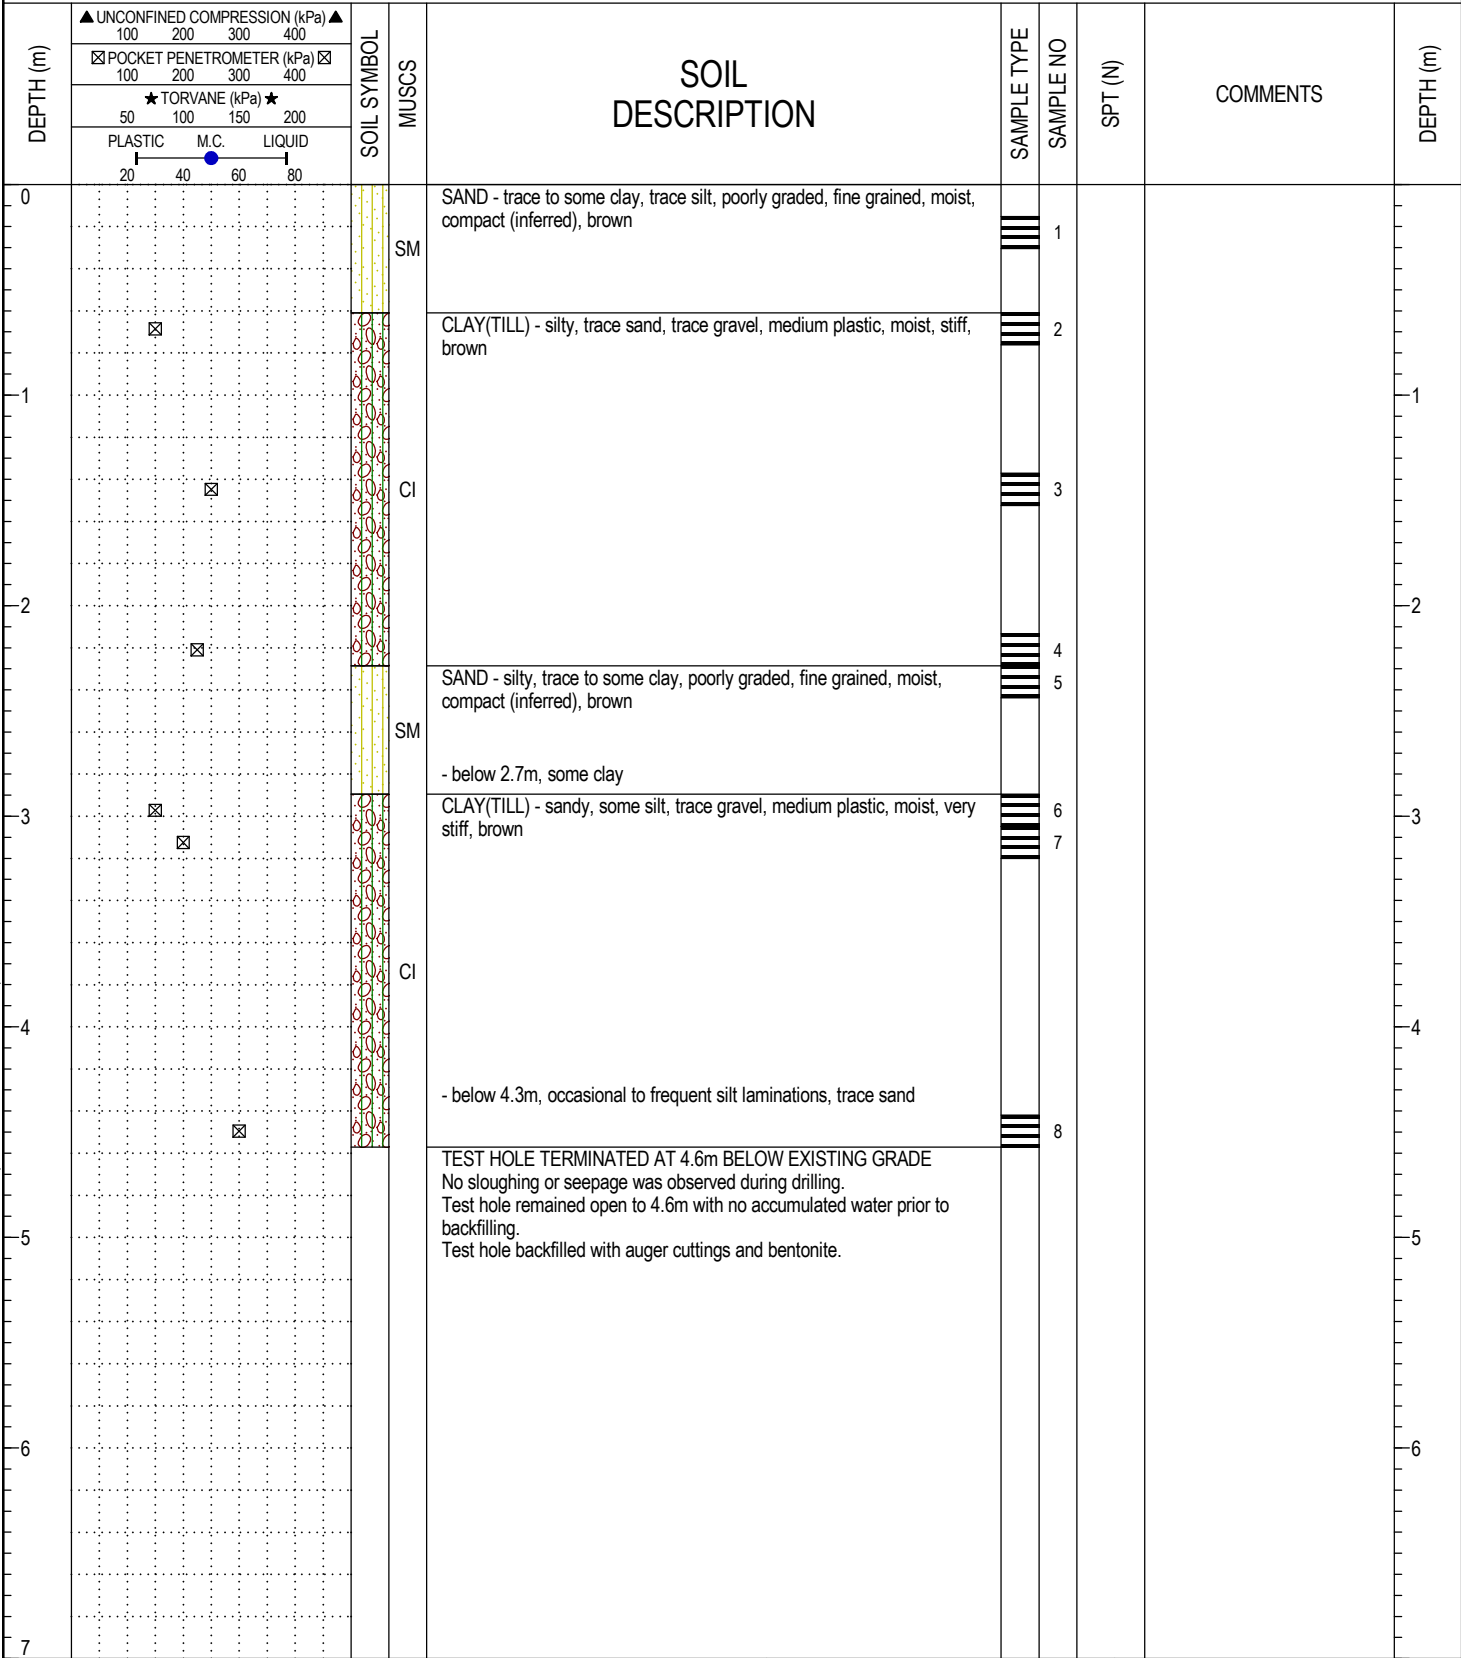 ▲ UNCONFINED COMPRESSION (kPa) ▲
100 200 300 400
☒ POCKET PENETROMETER (kPa) ☒
100 200 300 400
★ TORVANE (kPa) ★
50 100 150 200
PLASTIC M.C. LIQUID
20 40 60 80
DEPTH (m)
SOIL SYMBOL
MUSCS
SOIL
DESCRIPTION
SAMPLE TYPE
SAMPLE NO
SPT (N)
COMMENTS
DEPTH (m)
0
SAND - trace to some clay, trace silt, poorly graded, fine grained, moist,
compact (inferred), brown
1
SM
CLAY(TILL) - silty, trace sand, trace gravel, medium plastic, moist, stiff,
brown
2
1 1
CI 3
2 2
4
SAND - silty, trace to some clay, poorly graded, fine grained, moist,
compact (inferred), brown
5
SM
- below 2.7m, some clay
CLAY(TILL) - sandy, some silt, trace gravel, medium plastic, moist, very
stiff, brown
6
3 3
7
CI
4 4
- below 4.3m, occasional to frequent silt laminations, trace sand
8
TEST HOLE TERMINATED AT 4.6m BELOW EXISTING GRADE
No sloughing or seepage was observed during drilling.
Test hole remained open to 4.6m with no accumulated water prior to
backfilling.
Test hole backfilled with auger cuttings and bentonite.
5 5
6 6
7